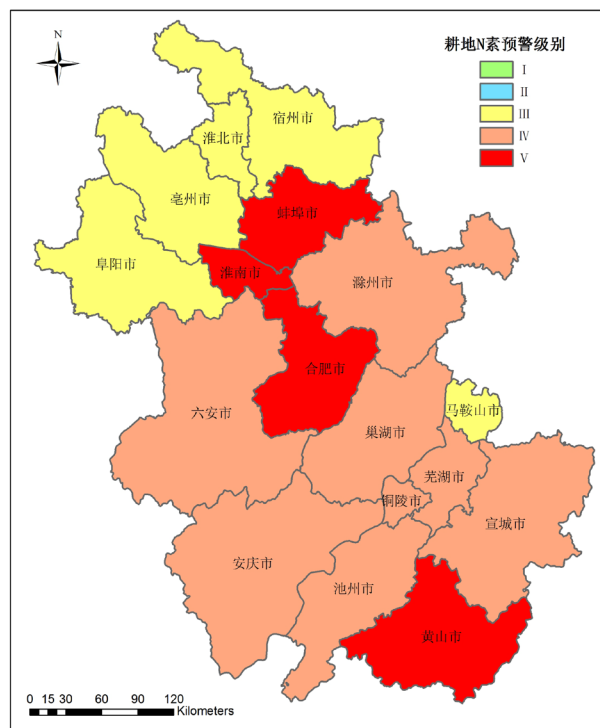 N
耕地N素预警级别
I
II
III
IV
V
宿州市
淮北市
亳州市
蚌埠市
阜阳市
淮南市
滁州市
合肥市
六安市
马鞍山市
巢湖市
芜湖市
铜陵市
宣城市
安庆市
池州市
黄山市
0 15 30 60 90 120
Kilometers